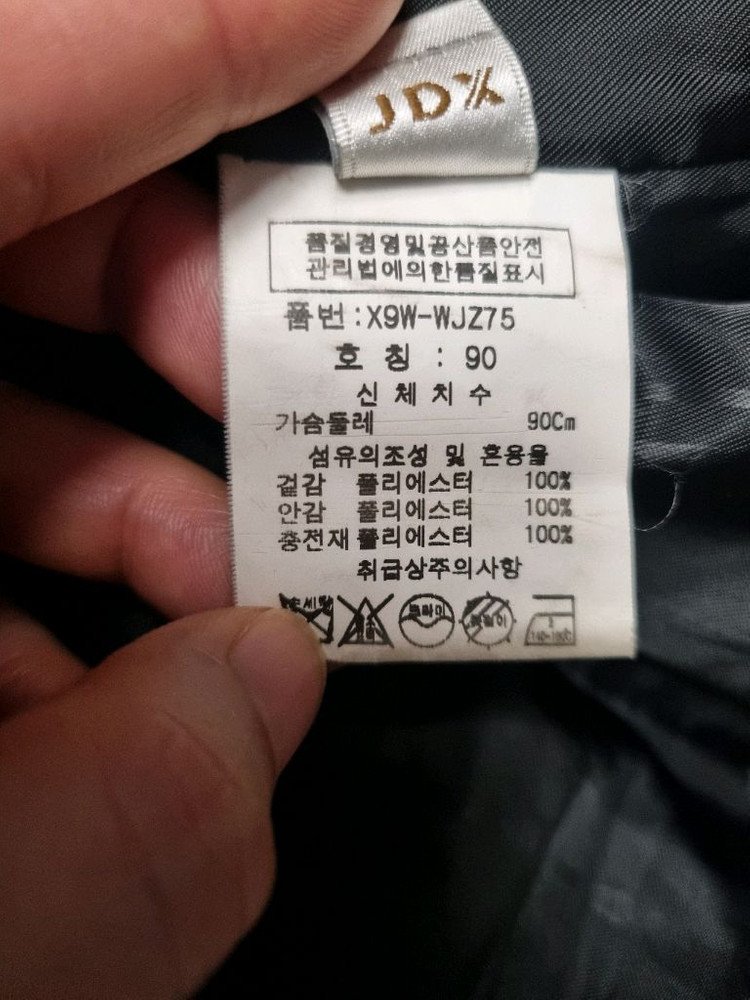 JDX
품질경영및공산품안전
관리법에의한품질표시
품번:X9W-WJZ75
호 칭 : 90
신 체 치 수
가슴둘레 90Cm
섬유의조성 및 혼용율
겉감 폴리에스터 100%
안감 폴리에스터 100%
충전재 폴리에스터 100%
취급상주의사항
드라이